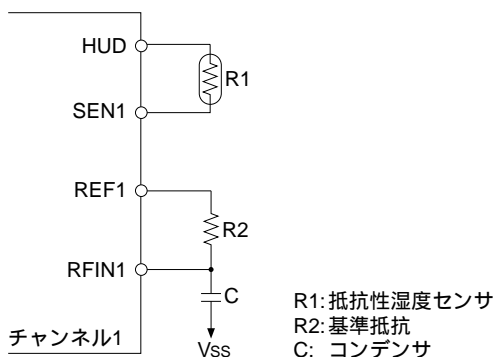 HUD
R1
SEN1
REF1
R2
RFIN1
C
チャンネル1
VSS
R1: 抵抗性湿度センサ
R2: 基準抵抗
C: コンデンサ